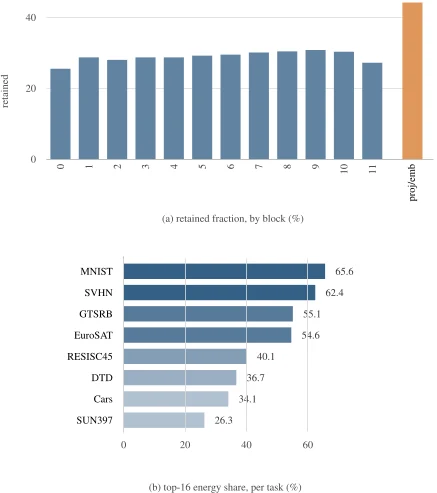 40
20
0
retained
0 1 2 3 4 5 6 7 8 9 10 11 proj/emb
(a) retained fraction, by block (%)
MNIST 65.6
SVHN 62.4
GTSRB 55.1
EuroSAT 54.6
RESISC45 40.1
DTD 36.7
Cars 34.1
SUN397 26.3
0 20 40 60
(b) top-16 energy share, per task (%)